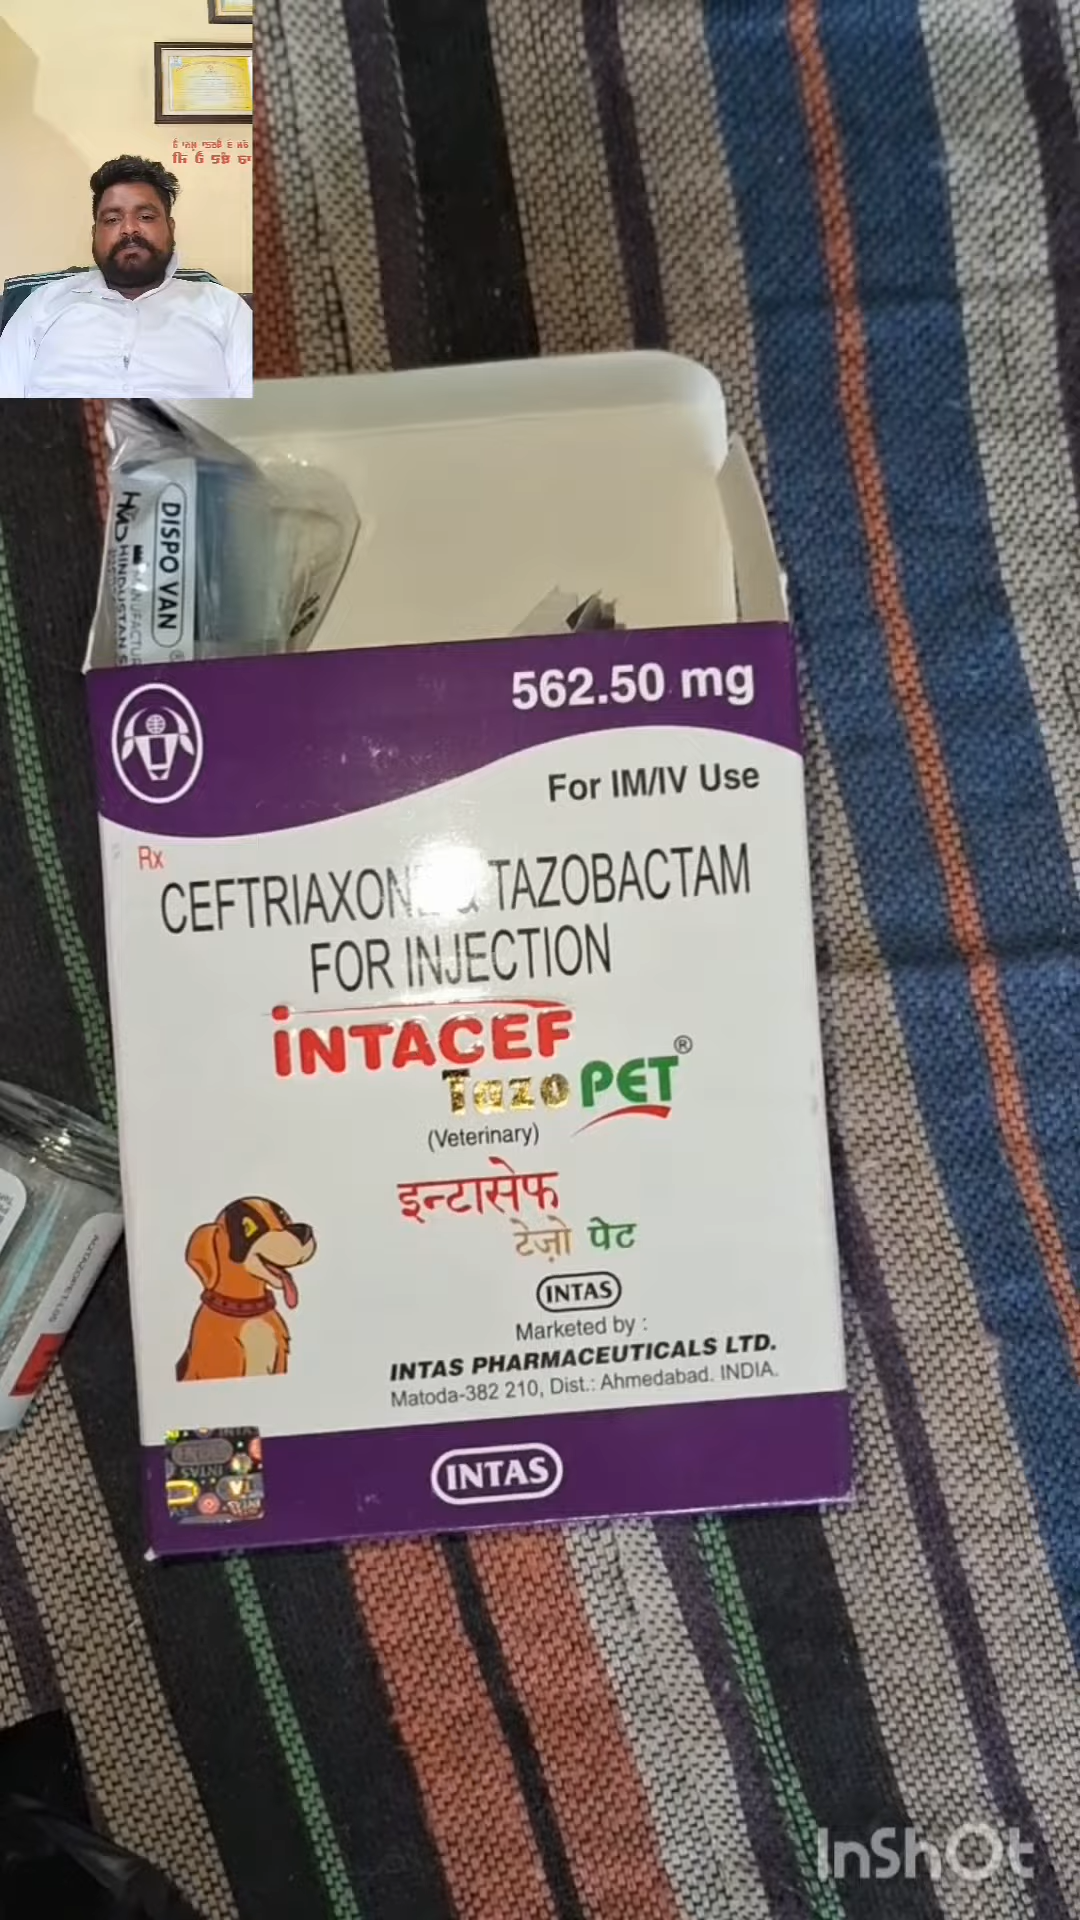 DISPO VAN
HINDUSTAN
562.50 mg
For IM/IV Use
Rx
CEFTRIAXONE & TAZOBACTAM
FOR INJECTION
INTACEF
Tazo PET®
(Veterinary)
इन्टासेफ
टेज़ो पेट
INTAS
Marketed by :
INTAS PHARMACEUTICALS LTD.
Matoda-382 210, Dist.: Ahmedabad. INDIA.
INTAS
InShOt